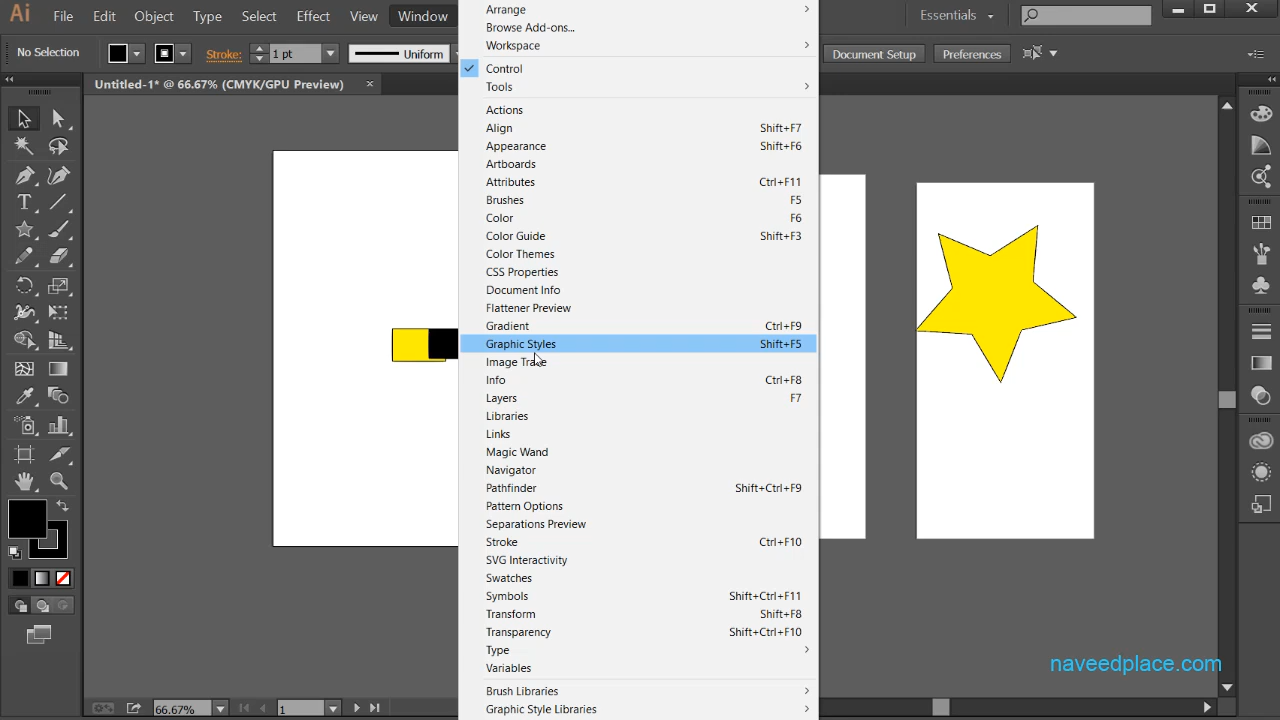 Ai File Edit Object Type Select Effect View Window Essentials
No Selection Stroke: 1 pt Uniform Document Setup Preferences
Untitled-1* @ 66.67% (CMYK/GPU Preview)
Arrange
Browse Add-ons...
Workspace
Control
Tools
Actions
Align Shift+F7
Appearance Shift+F6
Artboards
Attributes Ctrl+F11
Brushes F5
Color F6
Color Guide Shift+F3
Color Themes
CSS Properties
Document Info
Flattener Preview
Gradient Ctrl+F9
Graphic Styles Shift+F5
Image Trace
Info Ctrl+F8
Layers F7
Libraries
Links
Magic Wand
Navigator
Pathfinder Shift+Ctrl+F9
Pattern Options
Separations Preview
Stroke Ctrl+F10
SVG Interactivity
Swatches
Symbols Shift+Ctrl+F11
Transform Shift+F8
Transparency Shift+Ctrl+F10
Type
Variables
Brush Libraries
Graphic Style Libraries
naveedplace.com
66.67% 1